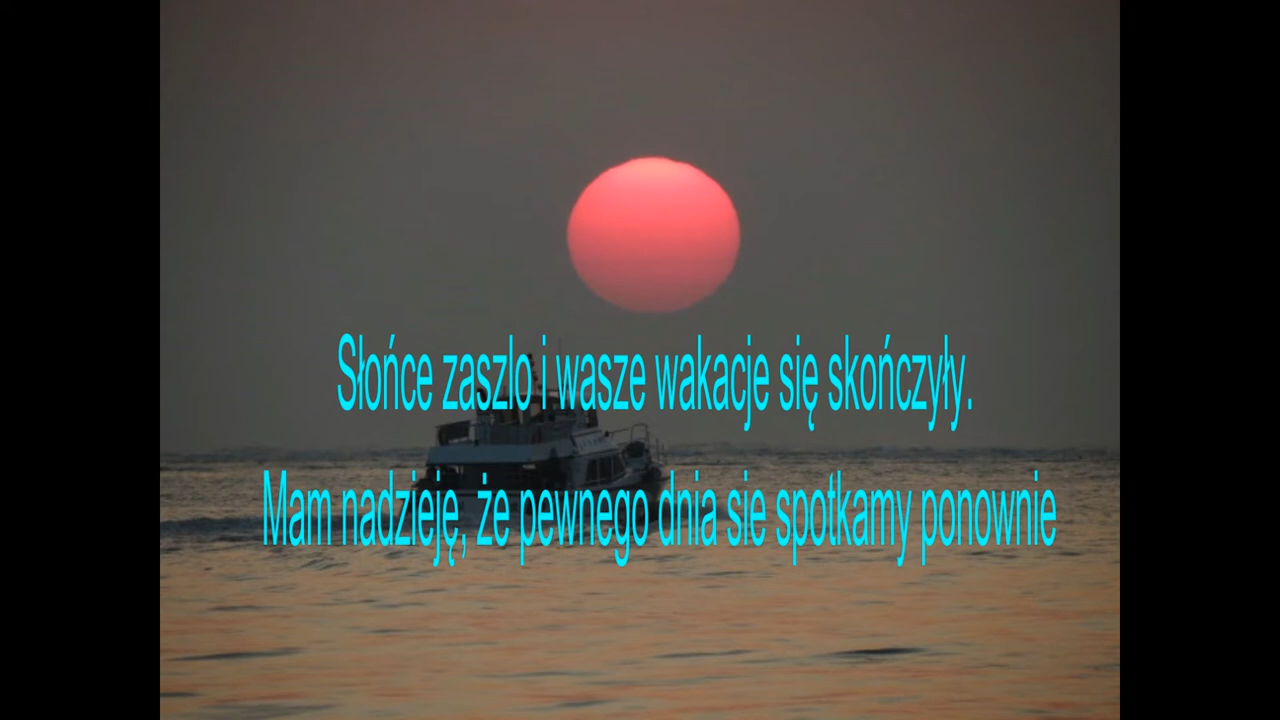 Słońce zaszlo i wasze wakacje się skończyły.
Mam nadzieję, że pewnego dnia sie spotkamy ponownie